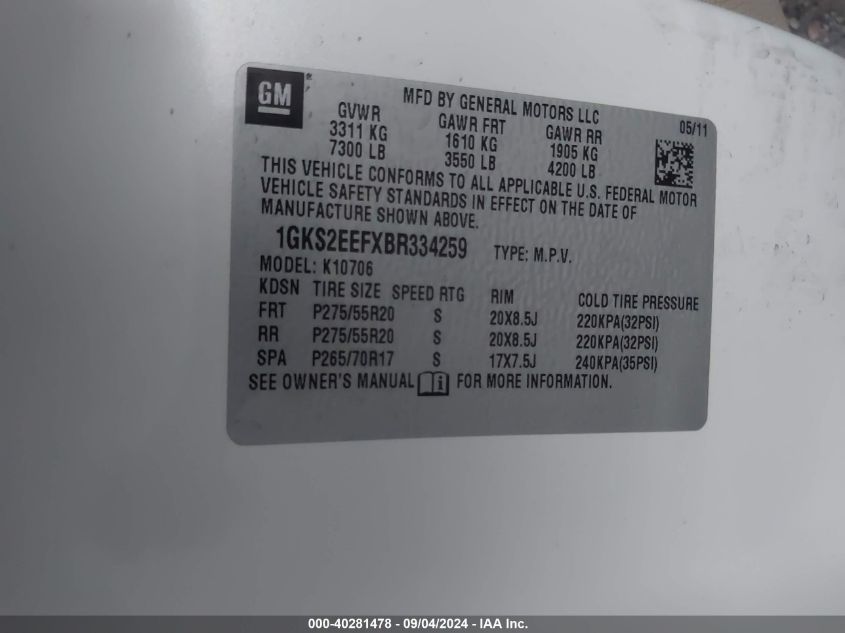 GM
MFD BY GENERAL MOTORS LLC
05/11
GVWR GAWR FRT GAWR RR
3311 KG 1610 KG 1905 KG
7300 LB 3550 LB 4200 LB
THIS VEHICLE CONFORMS TO ALL APPLICABLE U.S. FEDERAL MOTOR
VEHICLE SAFETY STANDARDS IN EFFECT ON THE DATE OF
MANUFACTURE SHOWN ABOVE.
1GKS2EEFXBR334259 TYPE: M.P.V.
MODEL: K10706
KDSN TIRE SIZE SPEED RTG RIM COLD TIRE PRESSURE
FRT P275/55R20 S 20X8.5J 220KPA(32PSI)
RR P275/55R20 S 20X8.5J 220KPA(32PSI)
SPA P265/70R17 S 17X7.5J 240KPA(35PSI)
SEE OWNER'S MANUAL FOR MORE INFORMATION.
000-40281478 - 09/04/2024 - IAA Inc.